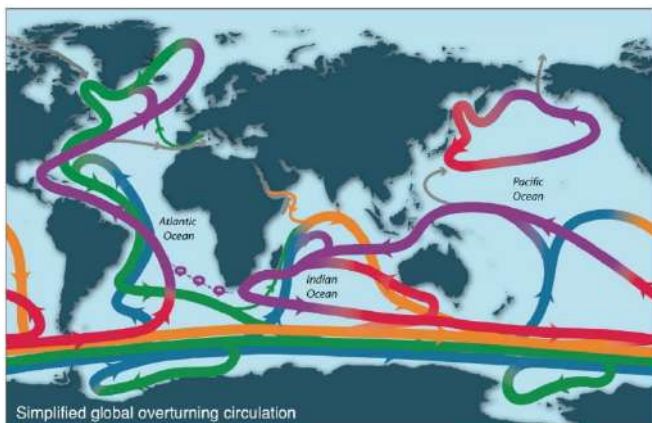 Pacific
Ocean
Atlantic
Ocean
Indian
Ocean
Simplified global overturning circulation